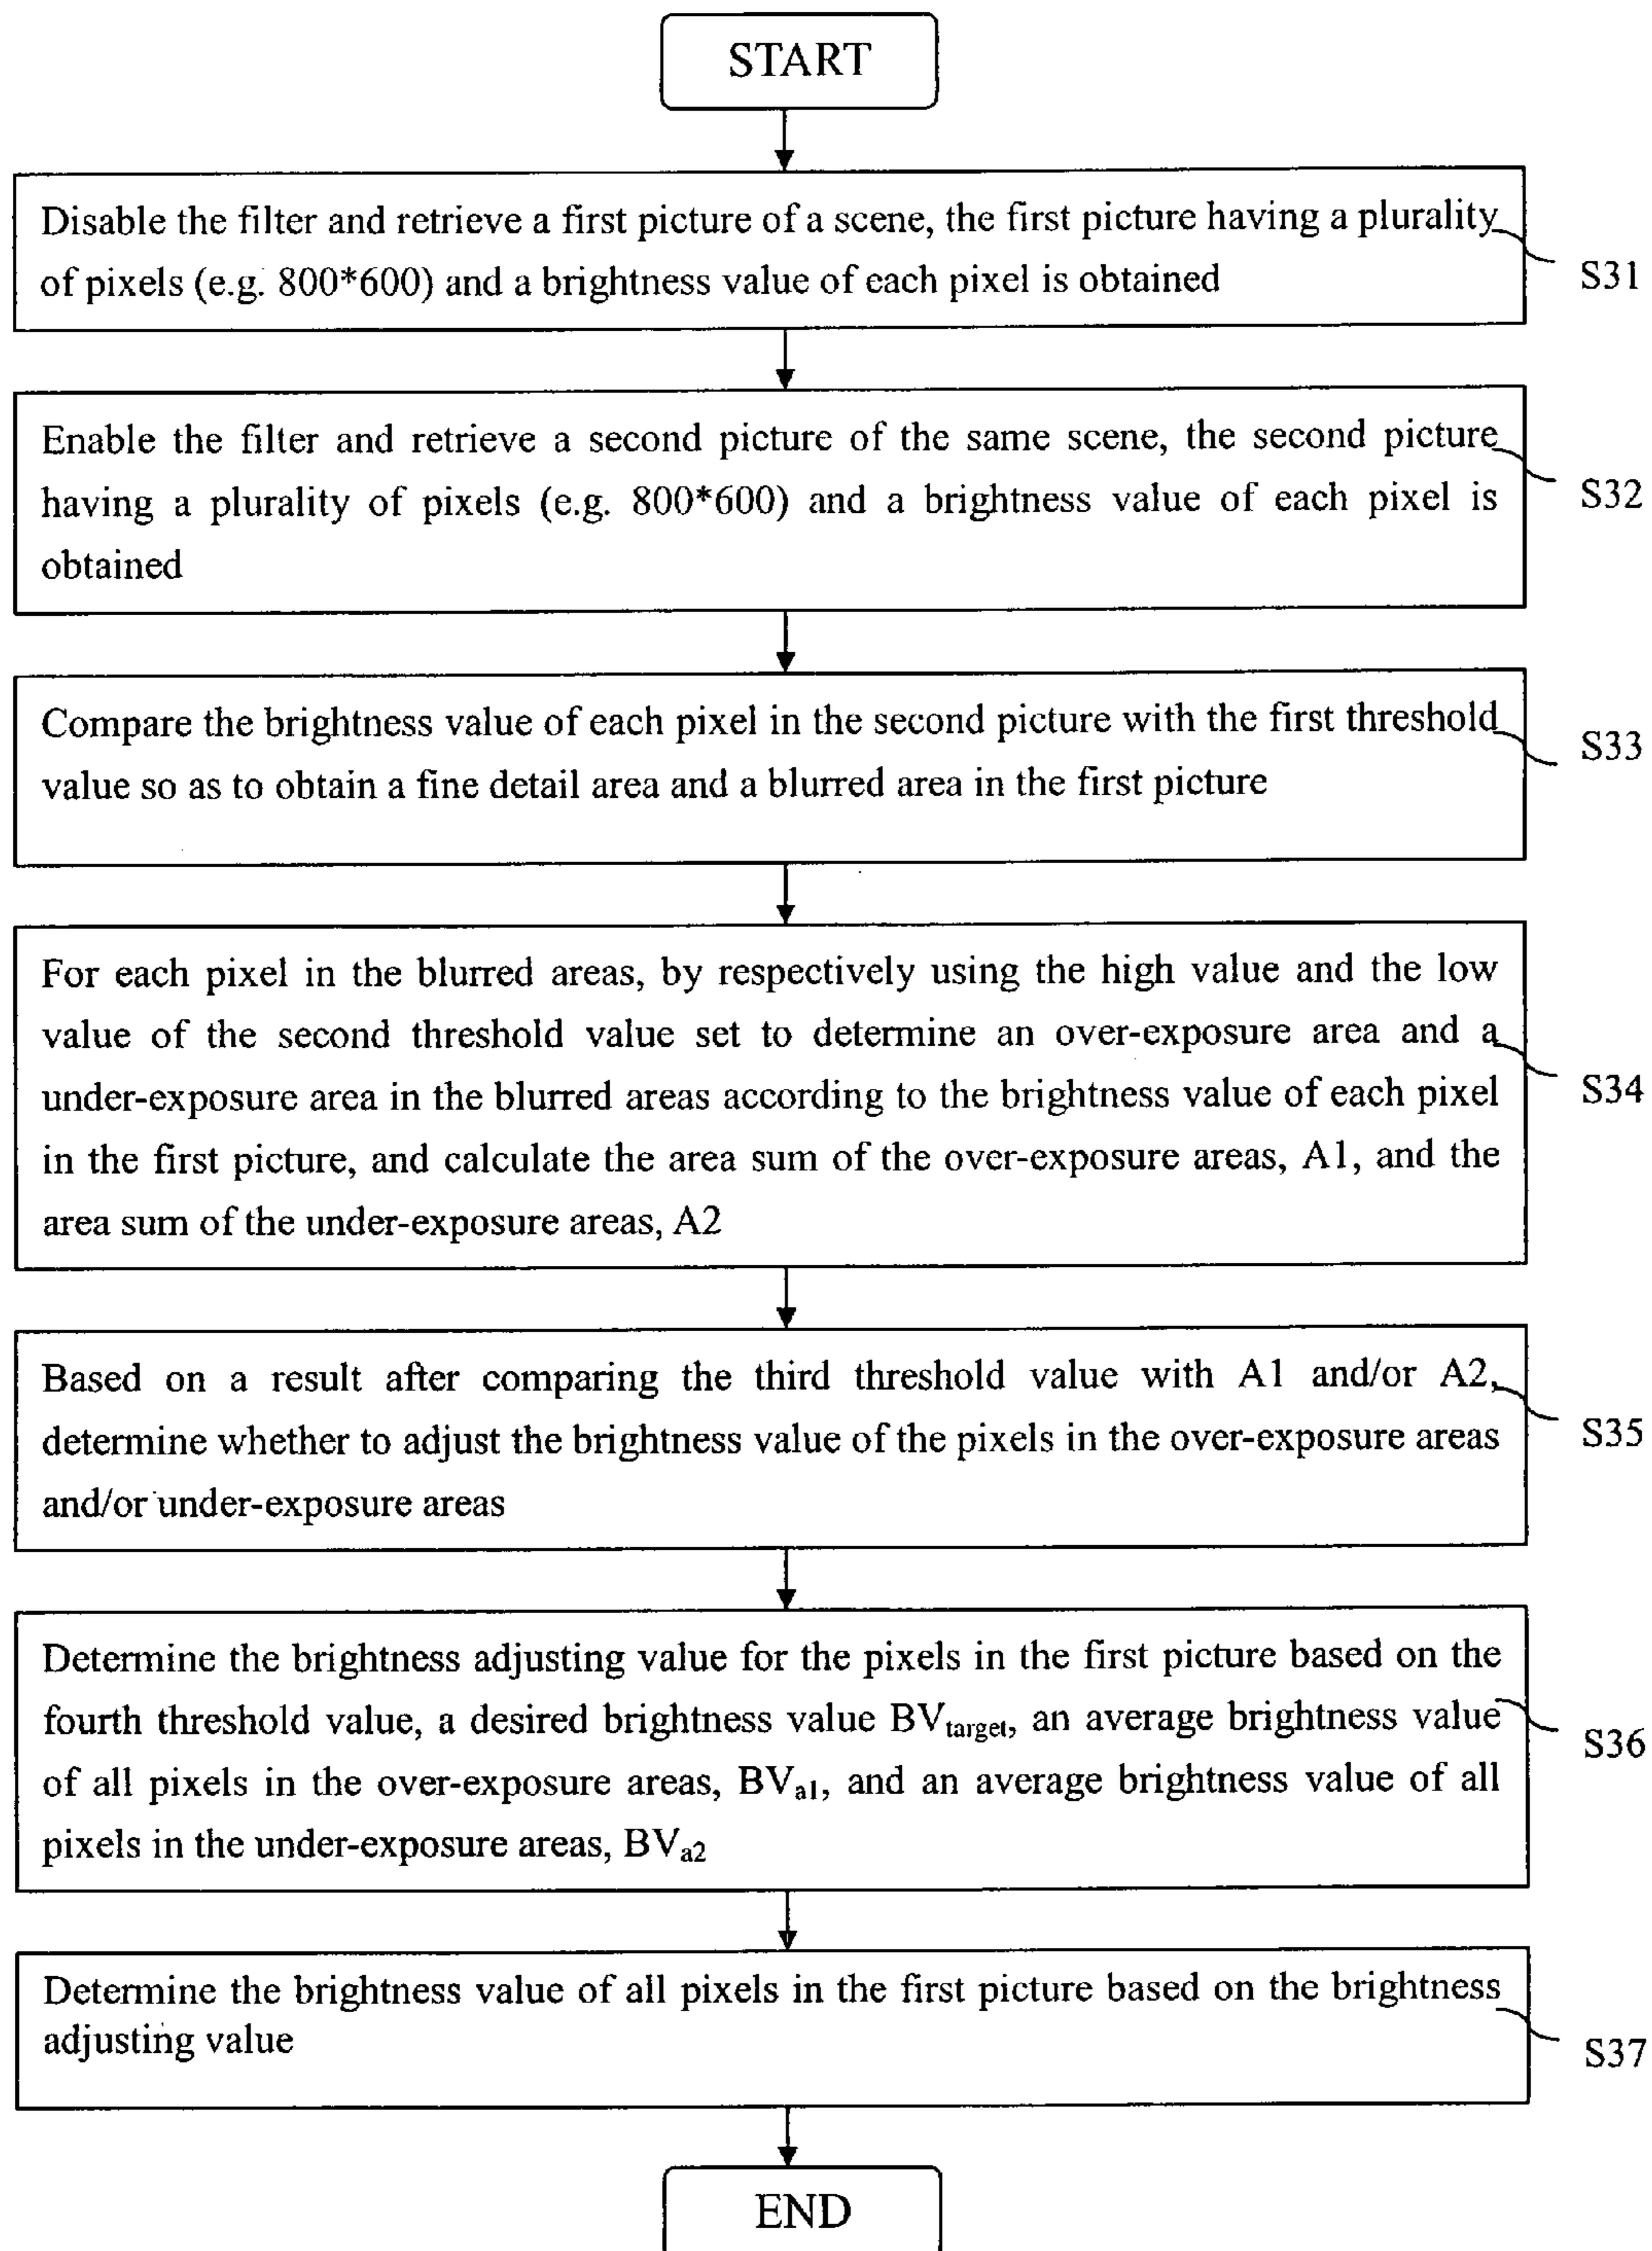 START
Disable the filter and retrieve a first picture of a scene, the first picture having a plurality
of pixels (e.g. 800*600) and a brightness value of each pixel is obtained
S31
Enable the filter and retrieve a second picture of the same scene, the second picture
having a plurality of pixels (e.g. 800*600) and a brightness value of each pixel is
obtained
S32
Compare the brightness value of each pixel in the second picture with the first threshold
value so as to obtain a fine detail area and a blurred area in the first picture
S33
For each pixel in the blurred areas, by respectively using the high value and the low
value of the second threshold value set to determine an over-exposure area and a
under-exposure area in the blurred areas according to the brightness value of each pixel
in the first picture, and calculate the area sum of the over-exposure areas, A1, and the
area sum of the under-exposure areas, A2
S34
Based on a result after comparing the third threshold value with A1 and/or A2,
determine whether to adjust the brightness value of the pixels in the over-exposure areas
and/or under-exposure areas
S35
Determine the brightness adjusting value for the pixels in the first picture based on the
fourth threshold value, a desired brightness value BVtarget, an average brightness value
of all pixels in the over-exposure areas, BVa1, and an average brightness value of all
pixels in the under-exposure areas, BVa2
S36
Determine the brightness value of all pixels in the first picture based on the brightness
adjusting value
S37
END